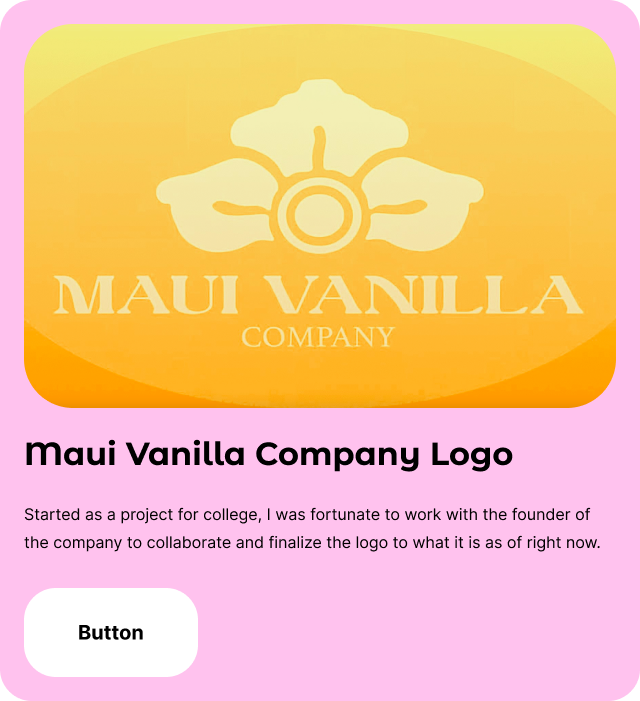 MAUI VANILLA
COMPANY
Maui Vanilla Company Logo
Started as a project for college, I was fortunate to work with the founder of
the company to collaborate and finalize the logo to what it is as of right now.
Button